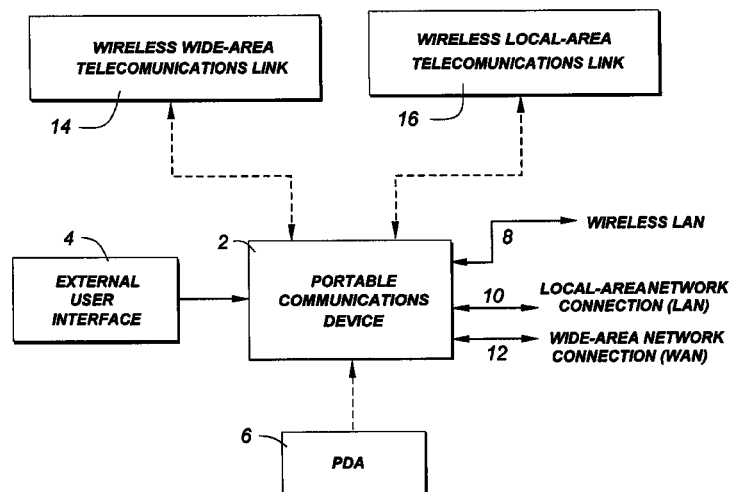 WIRELESS WIDE-AREA
TELECOMUNICATIONS LINK
14
WIRELESS LOCAL-AREA
TELECOMUNICATIONS LINK
16
4
EXTERNAL
USER
INTERFACE
2
PORTABLE
COMMUNICATIONS
DEVICE
8
WIRELESS LAN
10
LOCAL-AREANETWORK
CONNECTION (LAN)
12
WIDE-AREA NETWORK
CONNECTION (WAN)
6
PDA